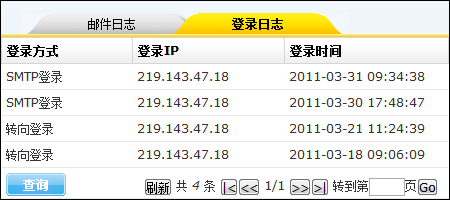 邮件日志 登录日志
登录方式 登录IP 登录时间
SMTP登录 219.143.47.18 2011-03-31 09:34:38
SMTP登录 219.143.47.18 2011-03-30 17:48:47
转向登录 219.143.47.18 2011-03-21 11:24:39
转向登录 219.143.47.18 2011-03-18 09:06:09
查询 刷新 共 4 条 |< << 1/1 >> >| 转到第 页 Go